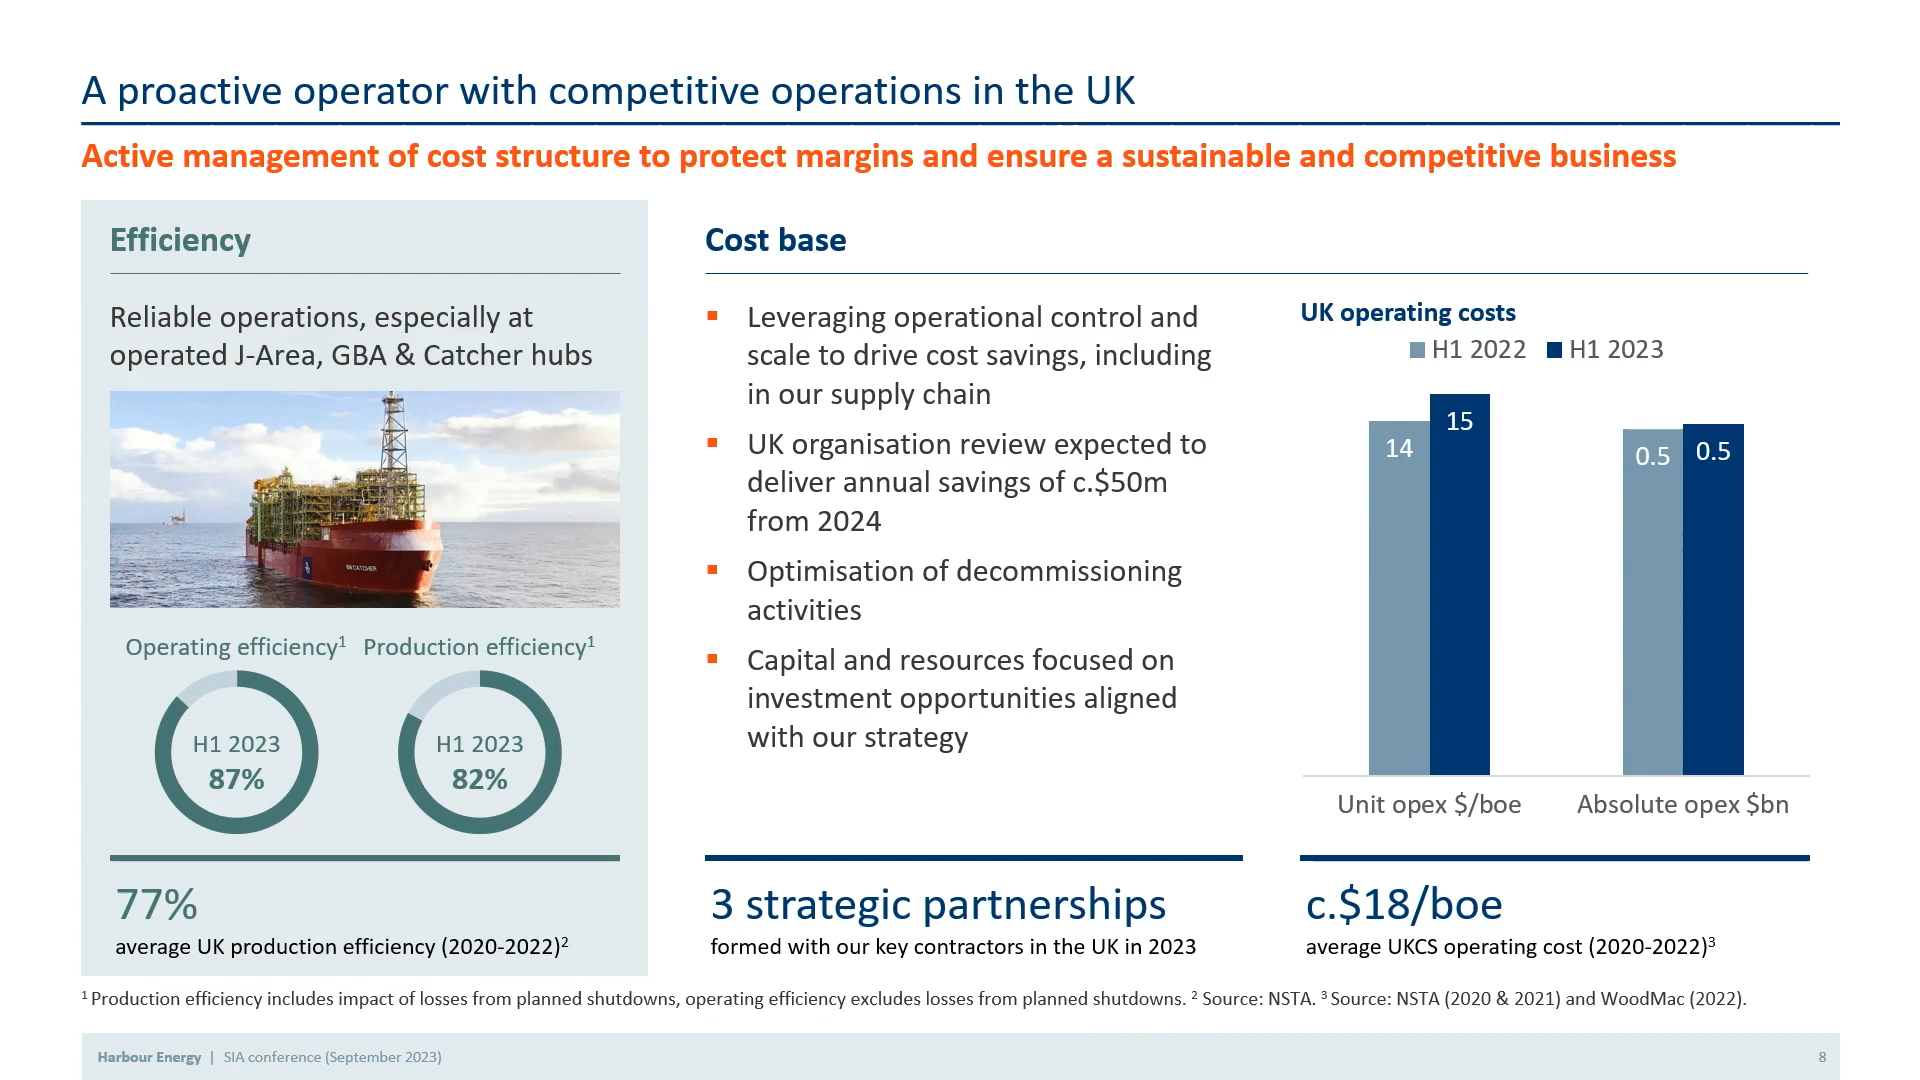 A proactive operator with competitive operations in the UK
Active management of cost structure to protect margins and ensure a sustainable and competitive business
Efficiency
Reliable operations, especially at
operated J-Area, GBA & Catcher hubs
BW CATCHER
Operating efficiency¹
Production efficiency¹
H1 2023
87%
H1 2023
82%
77%
average UK production efficiency (2020-2022)²
Cost base
▪ Leveraging operational control and
scale to drive cost savings, including
in our supply chain
▪ UK organisation review expected to
deliver annual savings of c.$50m
from 2024
▪ Optimisation of decommissioning
activities
▪ Capital and resources focused on
investment opportunities aligned
with our strategy
3 strategic partnerships
formed with our key contractors in the UK in 2023
UK operating costs
H1 2022 H1 2023
14
15
0.5
0.5
Unit opex $/boe
Absolute opex $bn
c.$18/boe
average UKCS operating cost (2020-2022)³
¹ Production efficiency includes impact of losses from planned shutdowns, operating efficiency excludes losses from planned shutdowns. ² Source: NSTA. ³ Source: NSTA (2020 & 2021) and WoodMac (2022).
Harbour Energy | SIA conference (September 2023)
8